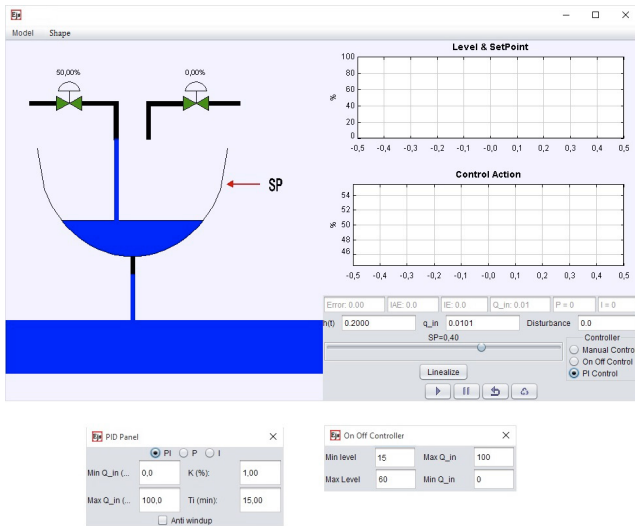 Model Shape
50,00% 0,00%
SP
Level & SetPoint
%
100
80
60
40
20
0
-0,5 -0,4 -0,3 -0,2 -0,1 -0,0 0,1 0,2 0,3 0,4 0,5
Control Action
%
54
52
50
48
46
-0,5 -0,4 -0,3 -0,2 -0,1 -0,0 0,1 0,2 0,3 0,4 0,5
Error: 0.00 IAE: 0.0 IE: 0.0 Q_in: 0.01 P = 0 I = 0
h(t) 0.2000 q_in 0.0101 Disturbance 0.0
SP=0,40
Controller
Manual Contro
On Off Control
PI Control
Linealize
Eje PID Panel
PI P I
Min Q_in (... 0,0 K (%): 1,00
Max Q_in (... 100,0 Ti (min): 15,00
Anti windup
Eje On Off Controller
Min level 15 Max Q_in 100
Max Level 60 Min Q_in 0